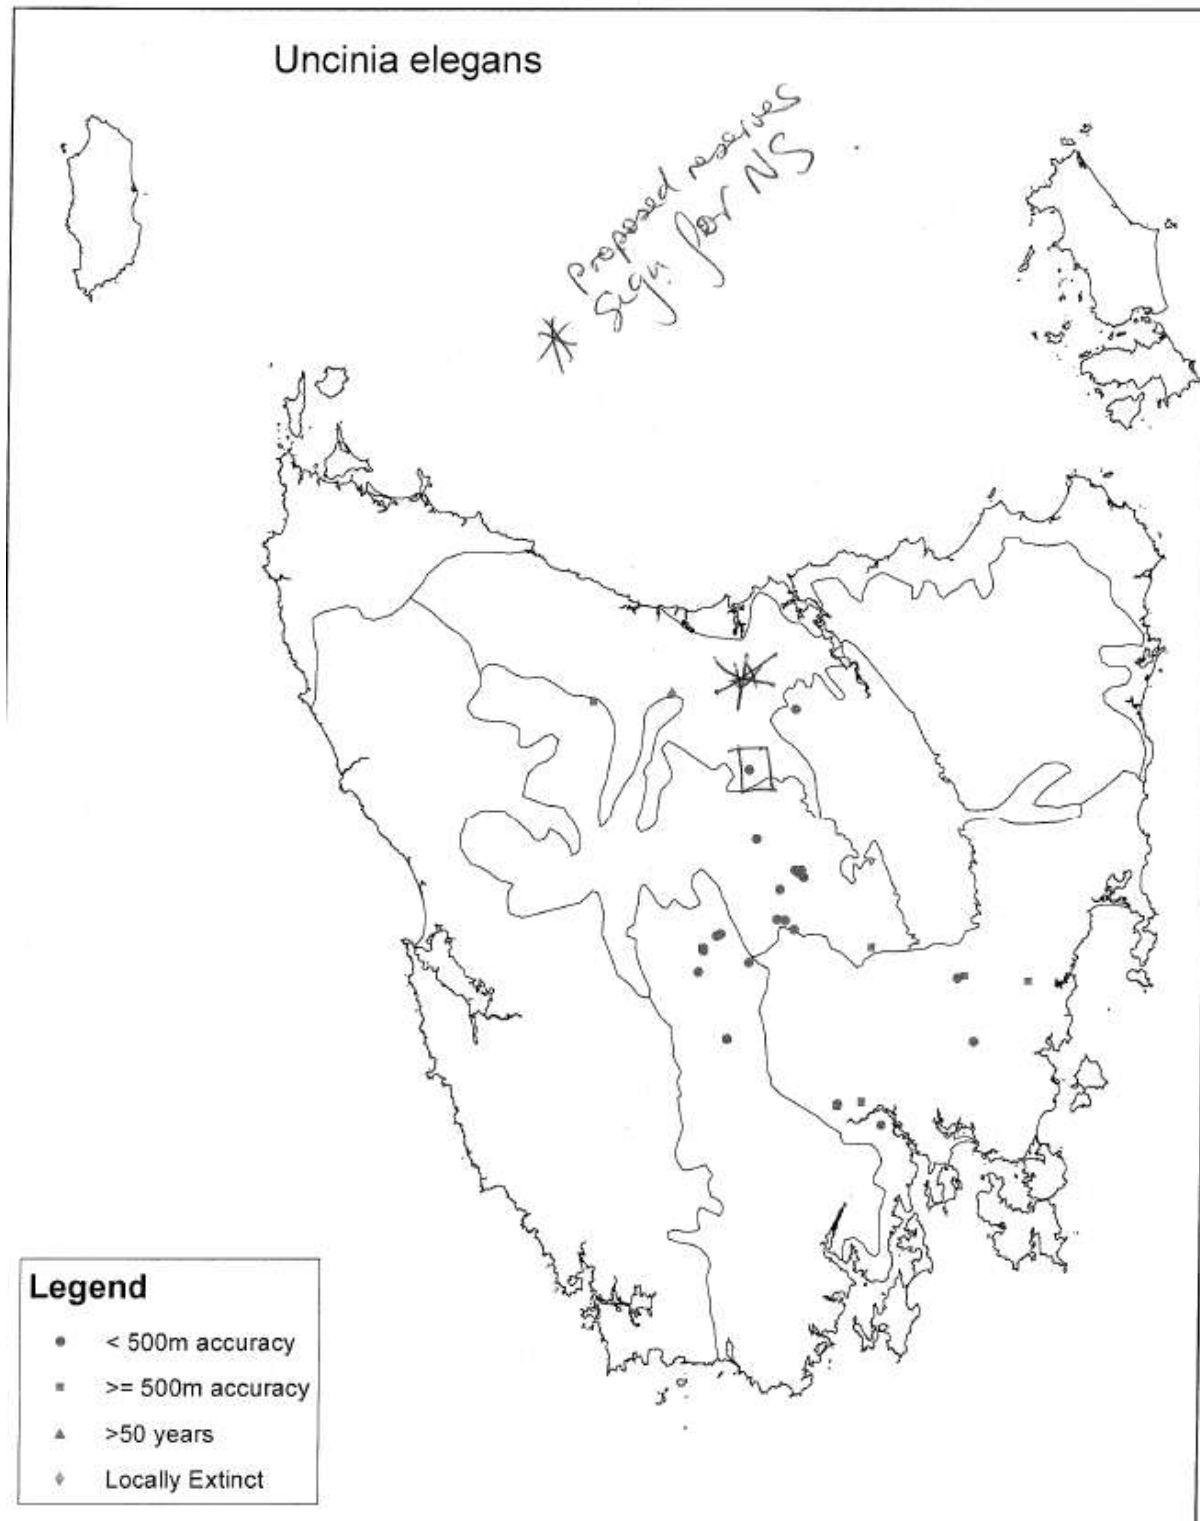 Uncinia elegans
proposed reserves
sign for NS
Legend
< 500m accuracy
>= 500m accuracy
>50 years
Locally Extinct